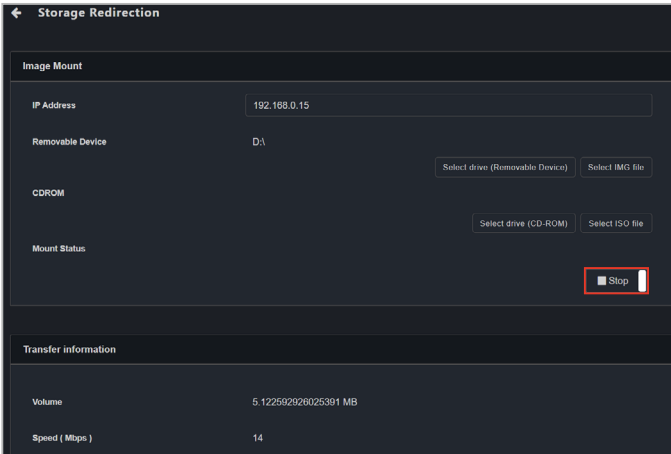 Storage Redirection
Image Mount
IP Address 192.168.0.15
Removable Device D:\
Select drive (Removable Device) Select IMG file
CDROM
Select drive (CD-ROM) Select ISO file
Mount Status
Stop
Transfer information
Volume 5.122592926025391 MB
Speed ( Mbps ) 14